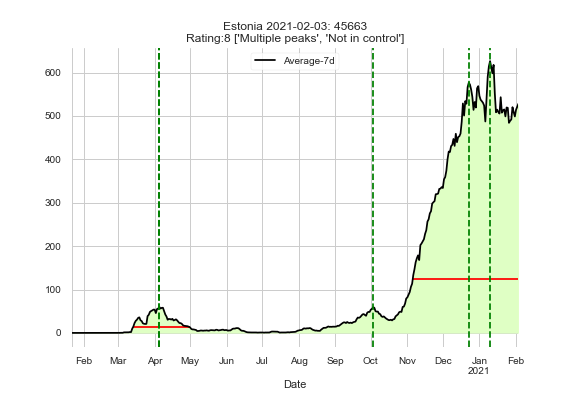 Estonia 2021-02-03: 45663
Rating:8 ['Multiple peaks', 'Not in control']
Average-7d
600
500
400
300
200
100
0
Feb Mar Apr May Jun Jul Aug Sep Oct Nov Dec Jan Feb
2021
Date